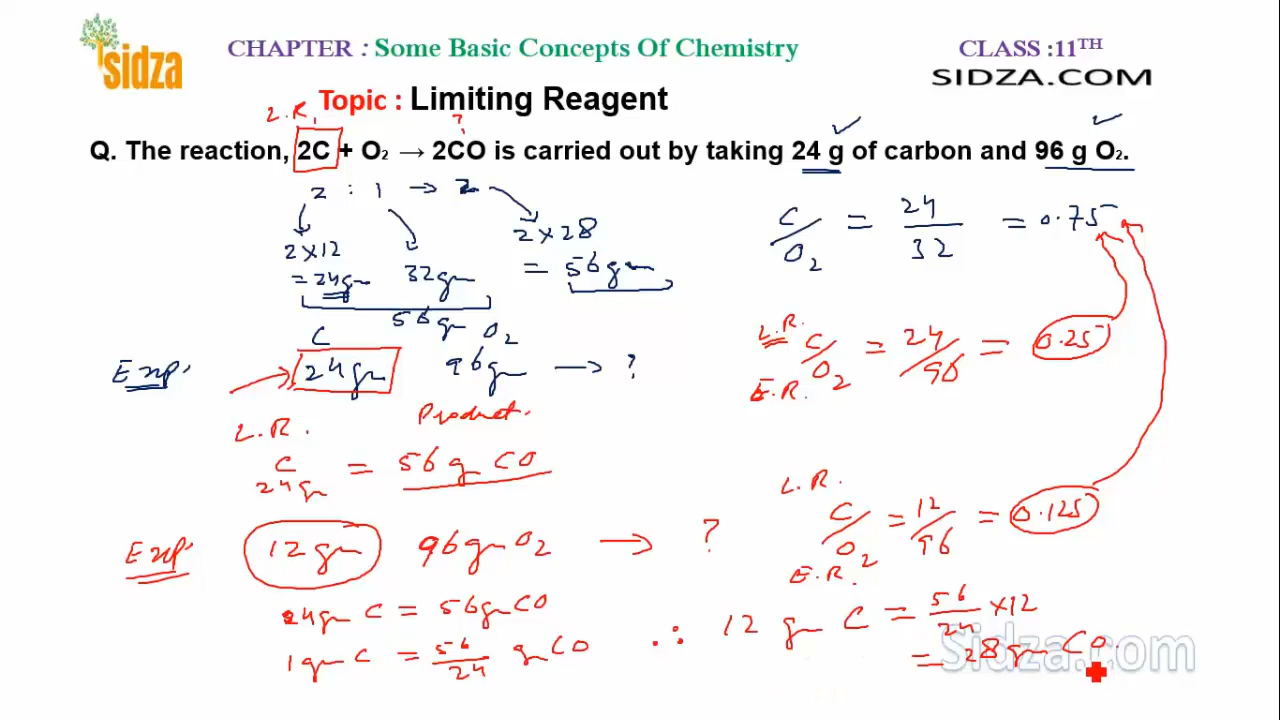 sidza
CHAPTER : Some Basic Concepts Of Chemistry
CLASS :11TH
SIDZA.COM
Topic : Limiting Reagent
L.R.
?
Q. The reaction, 2C + O₂ → 2CO is carried out by taking 24 g of carbon and 96 g O₂.
2 : 1 → 2
2×12 2×28
= 24gm 32gm = 56gm
56gm
C/O₂ = 24/32 = 0.75
C O₂
Exp: 24gm 96gm → ?
L.R. C/O₂ E.R. = 24/96 = 0.25
L.R. Product.
C 24gm = 56gm CO
L.R. C/O₂ E.R. = 12/96 = 0.125
Exp: 12gm 96gm O₂ → ?
24gm C = 56gm CO
1gm C = 56/24 gm CO
∴ 12 gm C = 56/24 ×12
= 28gm CO.
Sidza.com